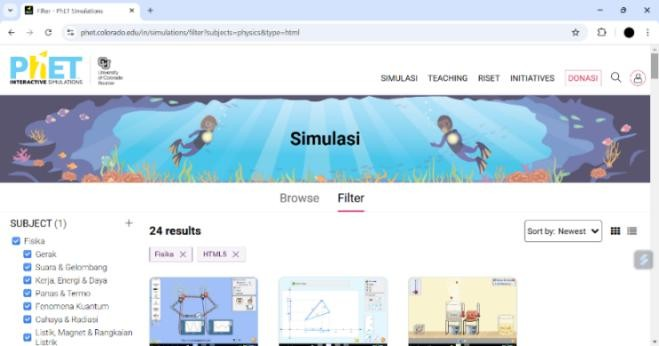 Filter - PhET Simulations
phet.colorado.edu/in/simulations/filter?subjects=physics&type=html
PhET
INTERACTIVE SIMULATIONS
University
of Colorado
Boulder
SIMULASI TEACHING RISET INITIATIVES DONASI
Simulasi
Browse Filter
SUBJECT (1) +
24 results
Sort by: Newest
Fisika
Fisika X HTML5 X
Gerak
Suara & Gelombang
Kerja, Energi & Daya
Panas & Termo
Fenomena Kuantum
Cahaya & Radiasi
Listik, Magnet & Rangkaian
Listrik